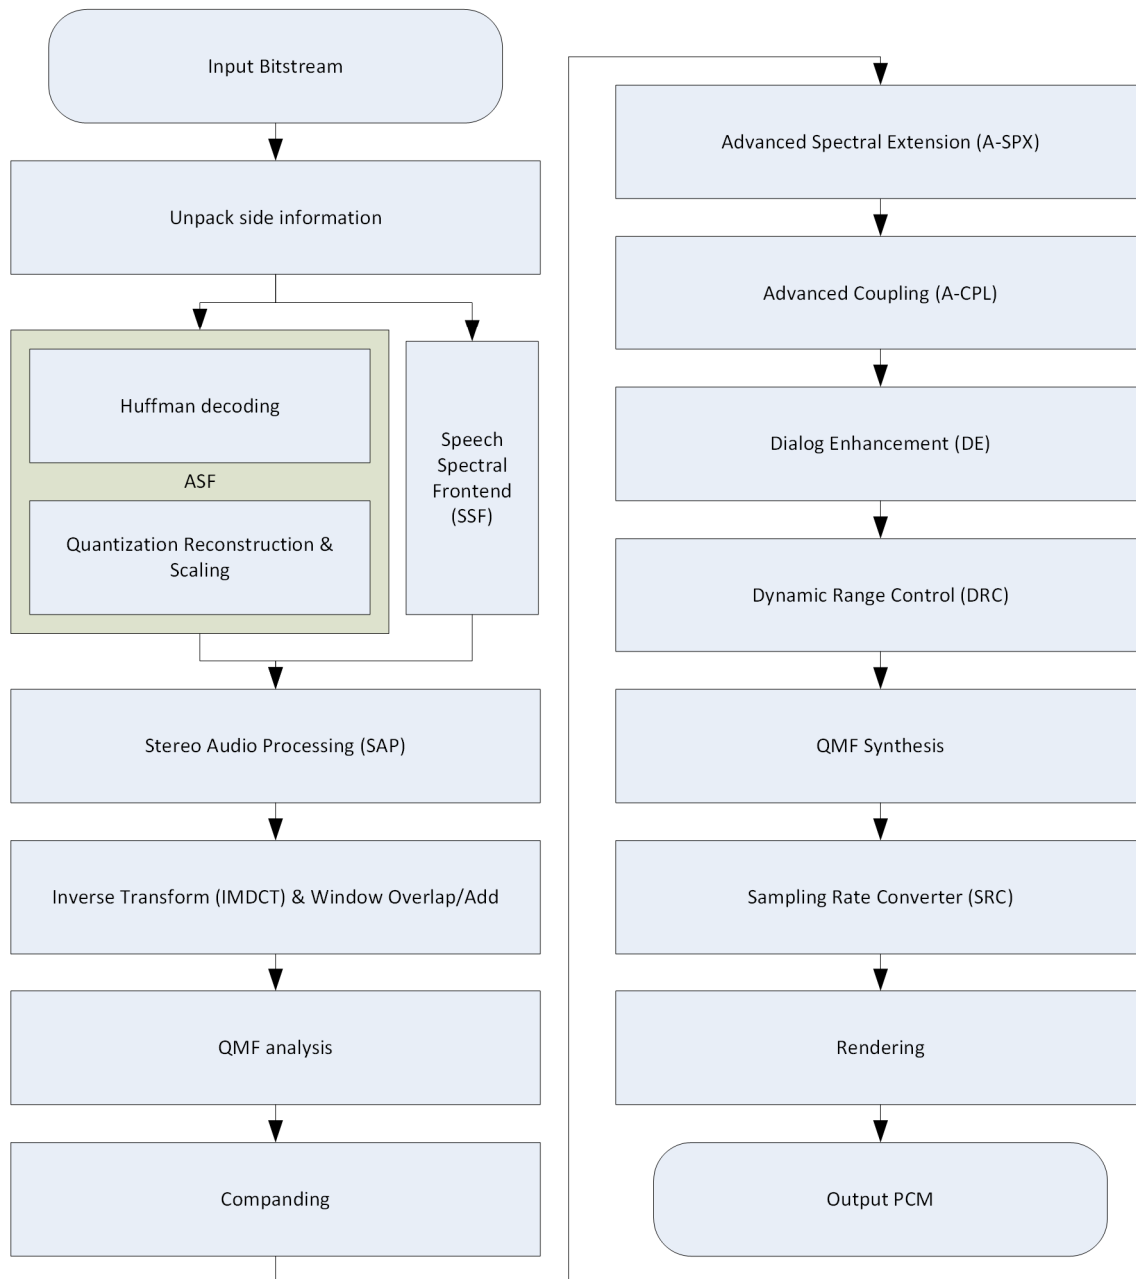 Input Bitstream
Unpack side information
Huffman decoding
ASF
Quantization Reconstruction &
Scaling
Speech
Spectral
Frontend
(SSF)
Stereo Audio Processing (SAP)
Inverse Transform (IMDCT) & Window Overlap/Add
QMF analysis
Companding
Advanced Spectral Extension (A-SPX)
Advanced Coupling (A-CPL)
Dialog Enhancement (DE)
Dynamic Range Control (DRC)
QMF Synthesis
Sampling Rate Converter (SRC)
Rendering
Output PCM